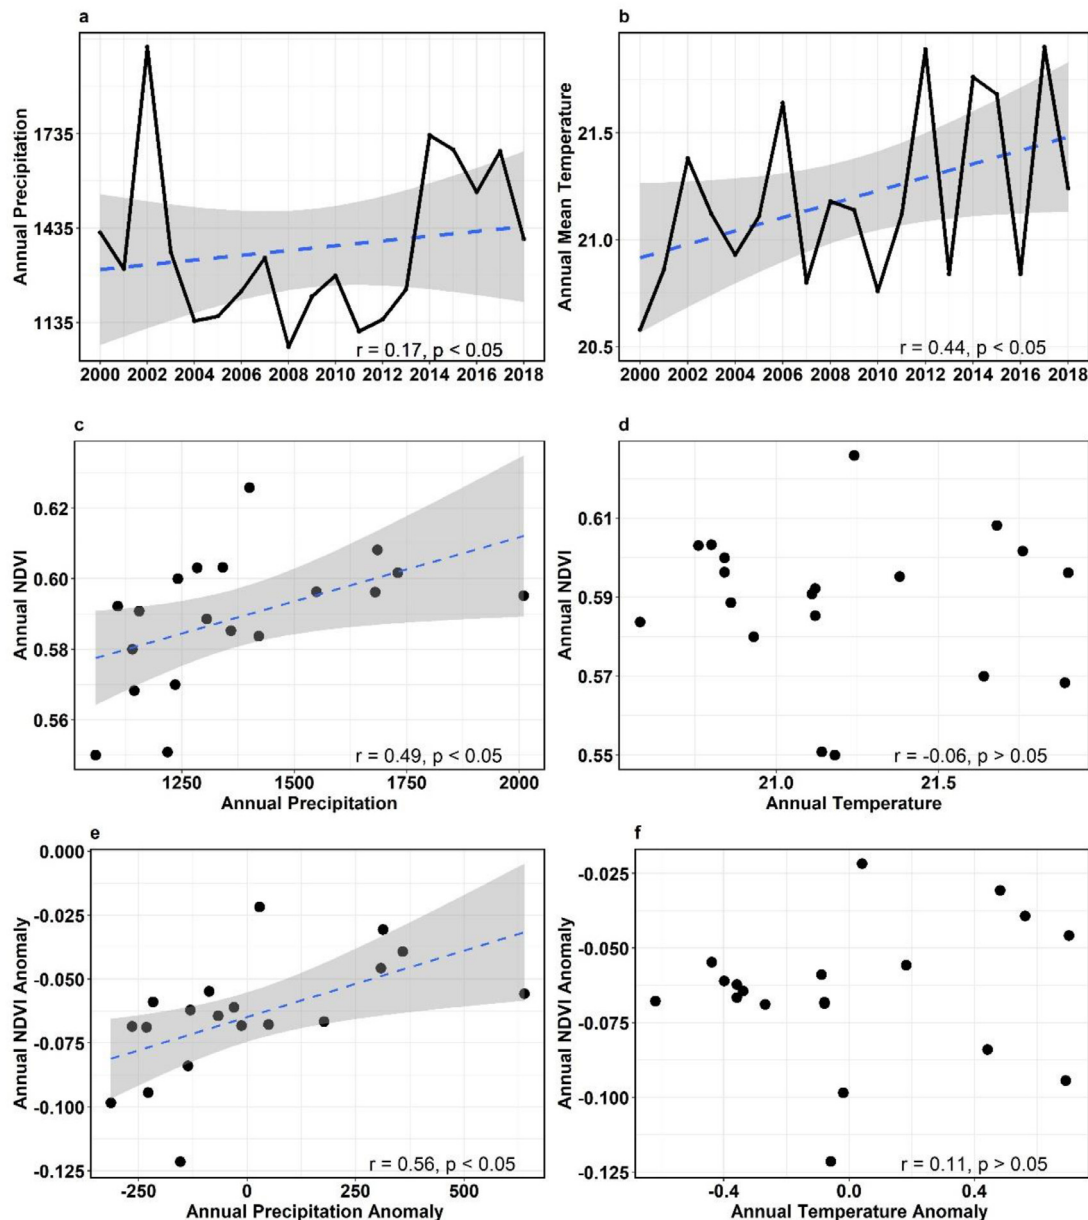 a
Annual Precipitation
1735
1435
1135
r = 0.17, p < 0.05
2000 2002 2004 2006 2008 2010 2012 2014 2016 2018
b
Annual Mean Temperature
21.5
21.0
20.5
r = 0.44, p < 0.05
2000 2002 2004 2006 2008 2010 2012 2014 2016 2018
c
Annual NDVI
0.62
0.60
0.58
0.56
r = 0.49, p < 0.05
1250 1500 1750 2000
Annual Precipitation
d
Annual NDVI
0.61
0.59
0.57
0.55
r = -0.06, p > 0.05
21.0 21.5
Annual Temperature
e
Annual NDVI Anomaly
0.000
-0.025
-0.050
-0.075
-0.100
-0.125
r = 0.56, p < 0.05
-250 0 250 500
Annual Precipitation Anomaly
f
Annual NDVI Anomaly
-0.025
-0.050
-0.075
-0.100
-0.125
r = 0.11, p > 0.05
-0.4 0.0 0.4
Annual Temperature Anomaly